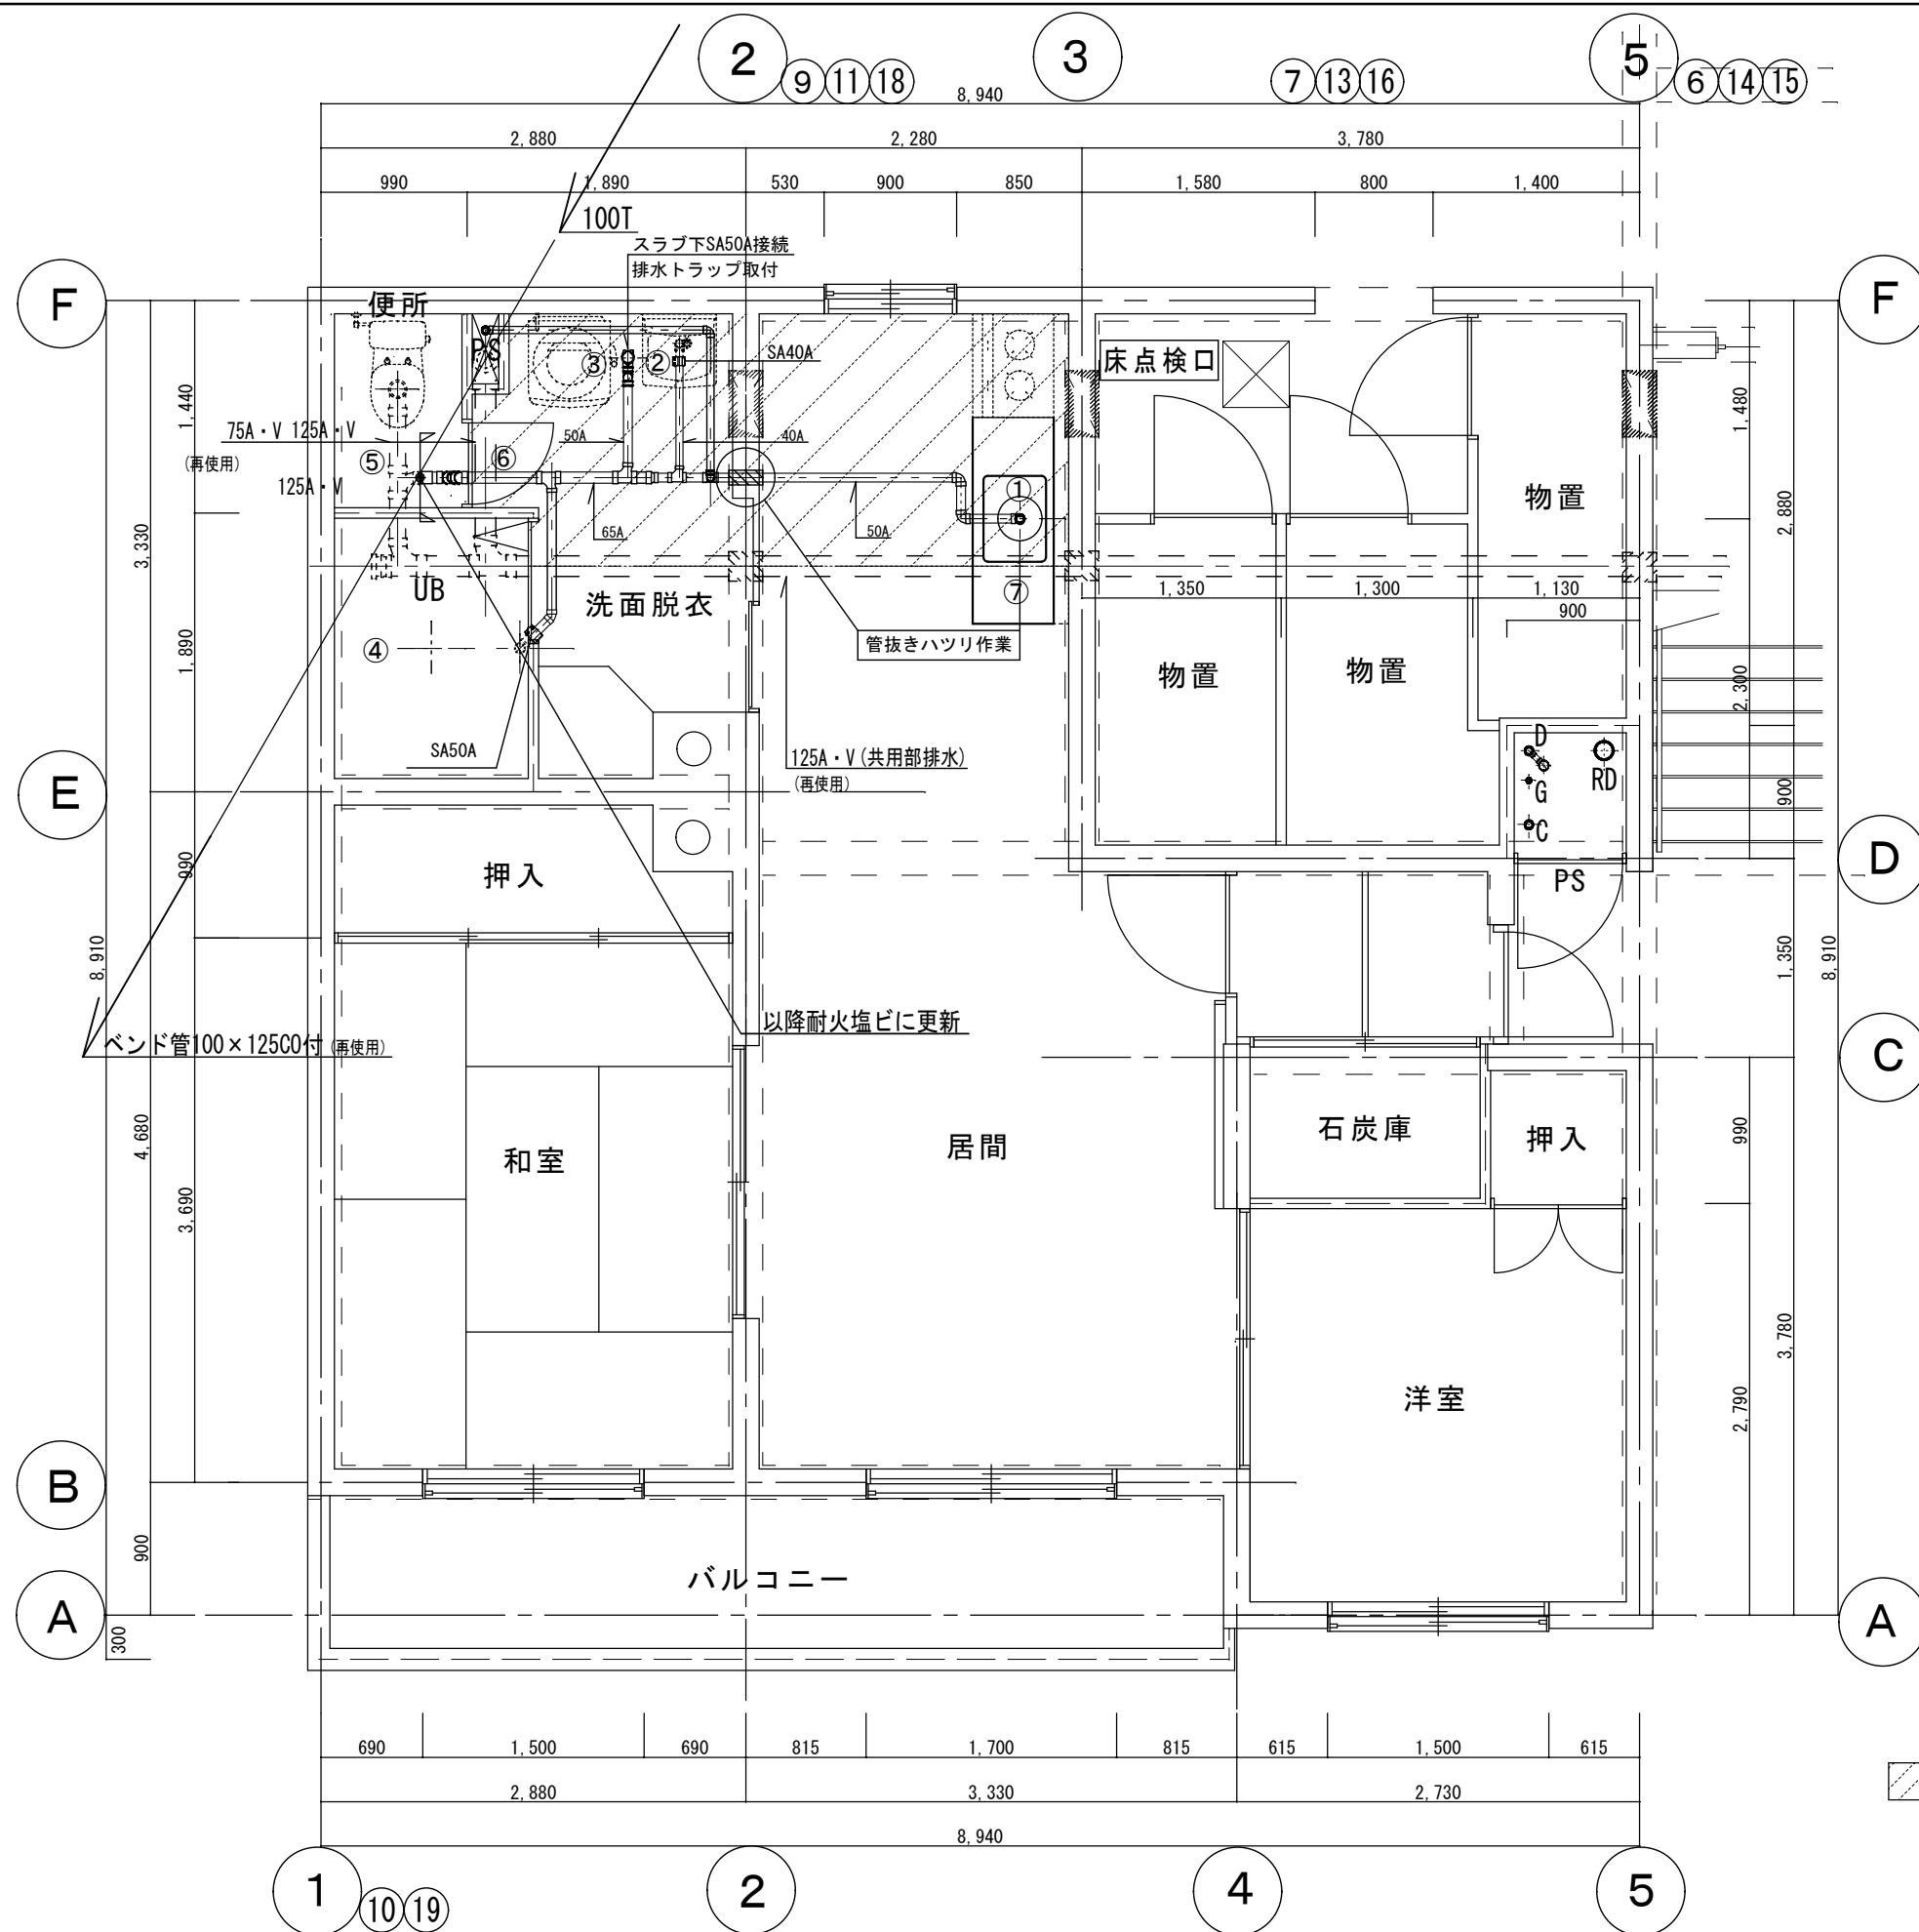 2
3
5
9 11 18
7 13 16
6 14 15
8,940
2,880
2,280
3,780
990
1,890
530
900
850
1,580
800
1,400
100T
スラブ下SA50A接続
排水トラップ取付
F
F
便所
PS
③
②
SA40A
床点検口
1,440
1,480
75A・V 125A・V
(再使用)
50A
40A
⑤
⑥
125A・V
①
物置
3,330
2,880
65A
50A
UB
洗面脱衣
⑦
1,350
1,300
1,130
900
1,890
④
管抜きハツリ作業
物置
物置
2,300
SA50A
125A・V(共用部排水)
(再使用)
D
RD
G
C
900
E
D
990
押入
PS
8,910
1,350
8,910
以降耐火塩ビに更新
ベンド管100×125CO付(再使用)
C
4,680
居間
石炭庫
押入
990
和室
3,690
3,780
洋室
2,790
B
900
バルコニー
A
A
300
690
1,500
690
815
1,700
815
615
1,500
615
2,880
3,330
2,730
8,940
1
10 19
2
4
5